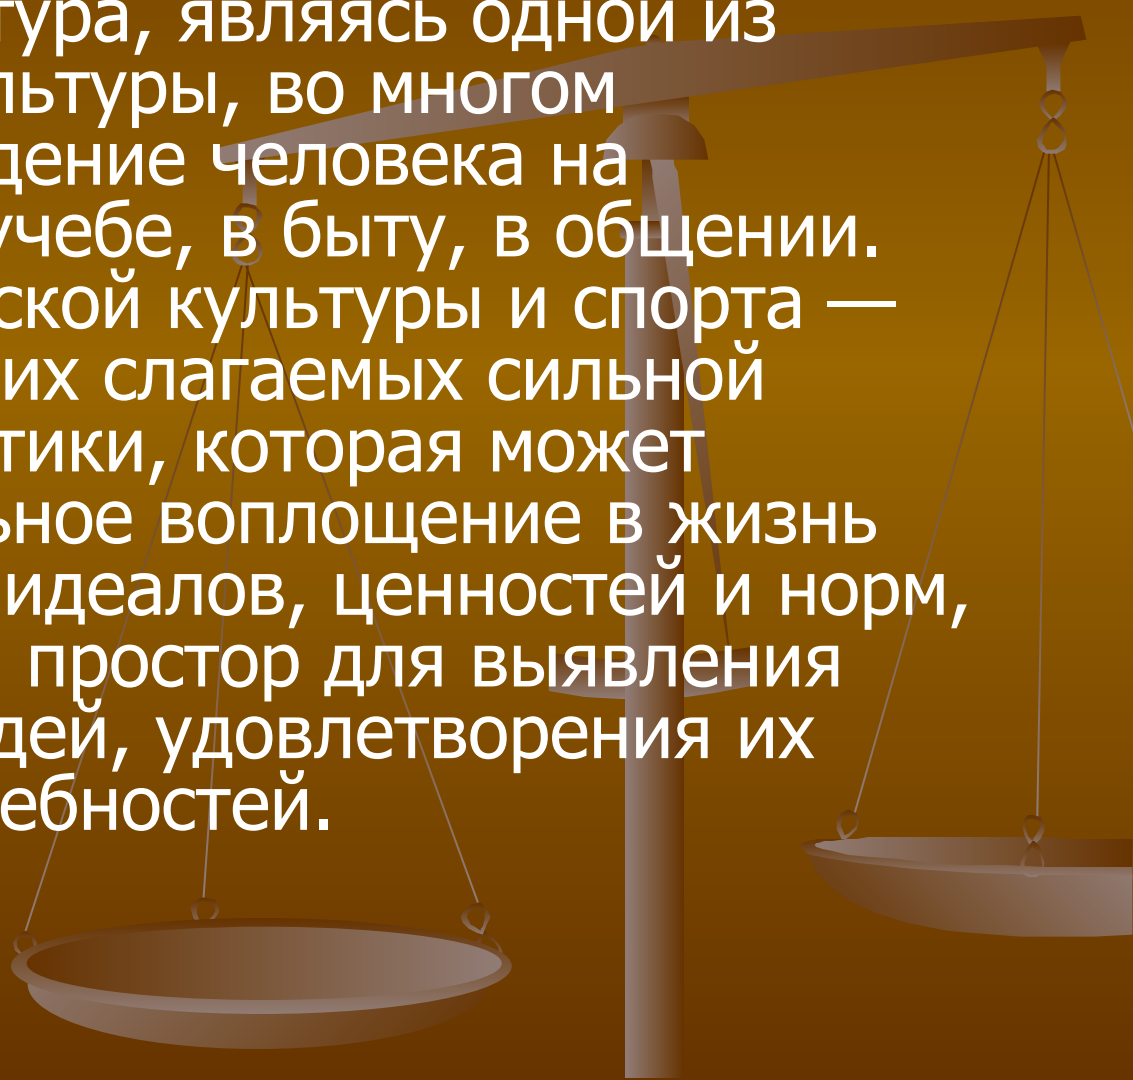 тура, являясь одной из
льтуры, во многом
дение человека на
учебе, в быту, в общении.
ской культуры и спорта —
их слагаемых сильной
тики, которая может
ьное воплощение в жизнь
идеалов, ценностей и норм,
простор для выявления
дей, удовлетворения их
ебностей.